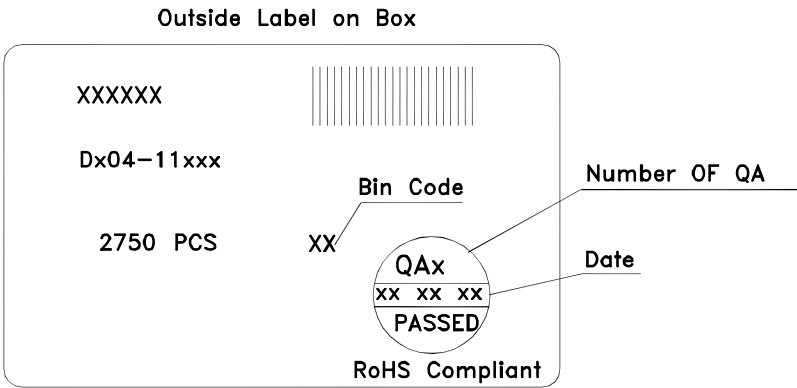 Outside Label on Box
XXXXXX
Dx04-11xxx
Bin Code
Number OF QA
2750 PCS
XX
QAx
Date
xx xx xx
PASSED
RoHS Compliant